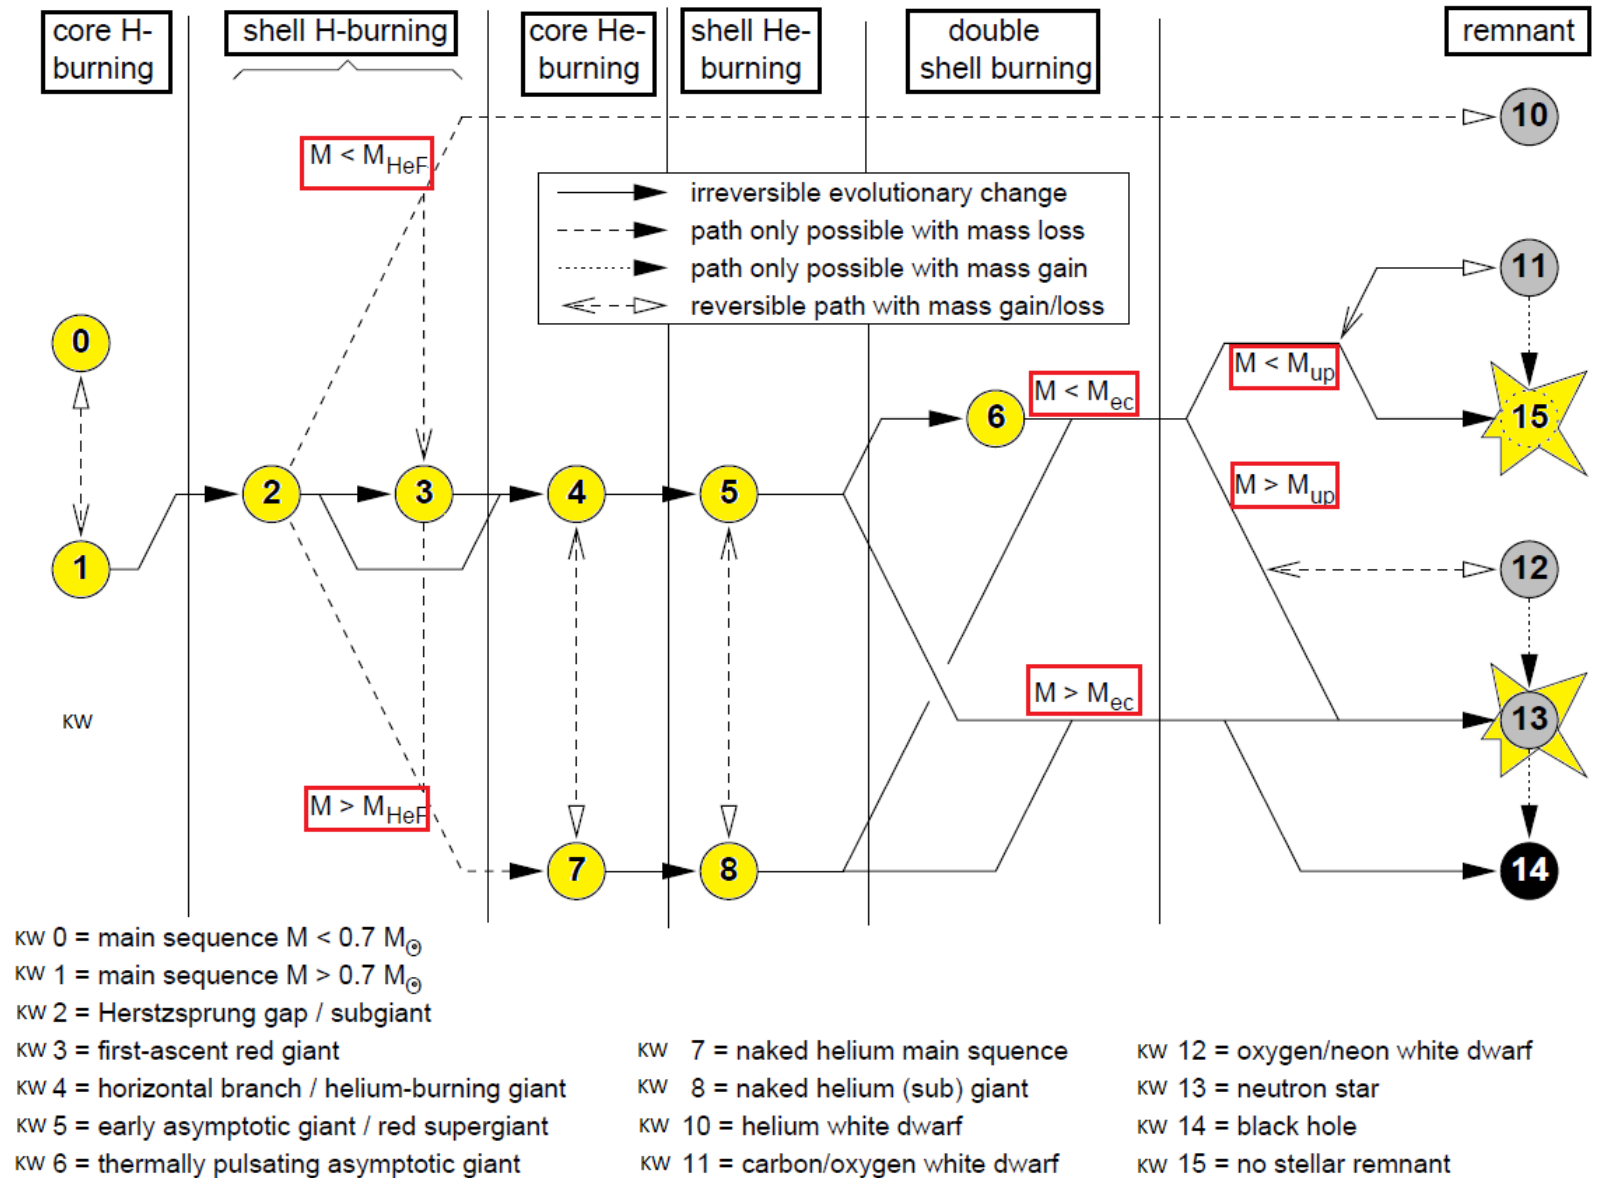 core H-
burning
shell H-burning
core He-
burning
shell He-
burning
double
shell burning
remnant
10
M < M_HeF
irreversible evolutionary change
path only possible with mass loss
path only possible with mass gain
reversible path with mass gain/loss
11
0
M < M_up
M < M_ec
6
15
2
3
4
5
M > M_up
1
12
M > M_ec
KW
13
M > M_HeF
7
8
14
KW 0 = main sequence M < 0.7 M☉
KW 1 = main sequence M > 0.7 M☉
KW 2 = Herstzsprung gap / subgiant
KW 3 = first-ascent red giant
KW 4 = horizontal branch / helium-burning giant
KW 5 = early asymptotic giant / red supergiant
KW 6 = thermally pulsating asymptotic giant
KW 7 = naked helium main squence
KW 8 = naked helium (sub) giant
KW 10 = helium white dwarf
KW 11 = carbon/oxygen white dwarf
KW 12 = oxygen/neon white dwarf
KW 13 = neutron star
KW 14 = black hole
KW 15 = no stellar remnant